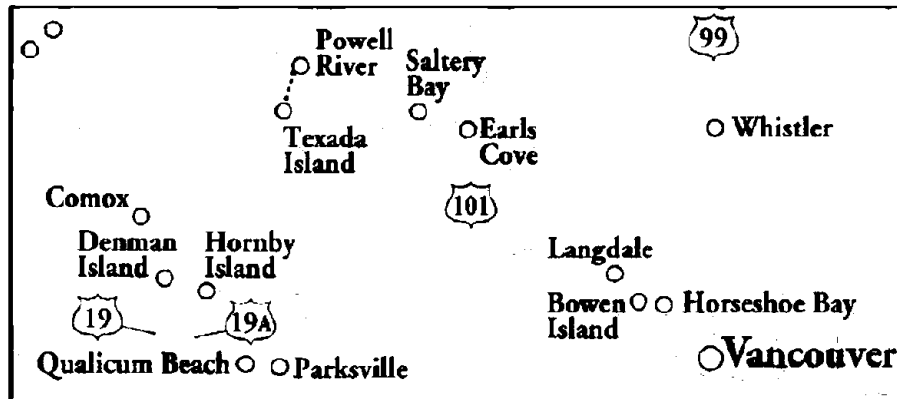 99
Powell
River
Saltery
Bay
Texada
Island
Earls
Cove
Whistler
Comox
101
Denman
Island
Hornby
Island
Langdale
Bowen
Island
Horseshoe Bay
19
19A
Qualicum Beach
Parksville
Vancouver